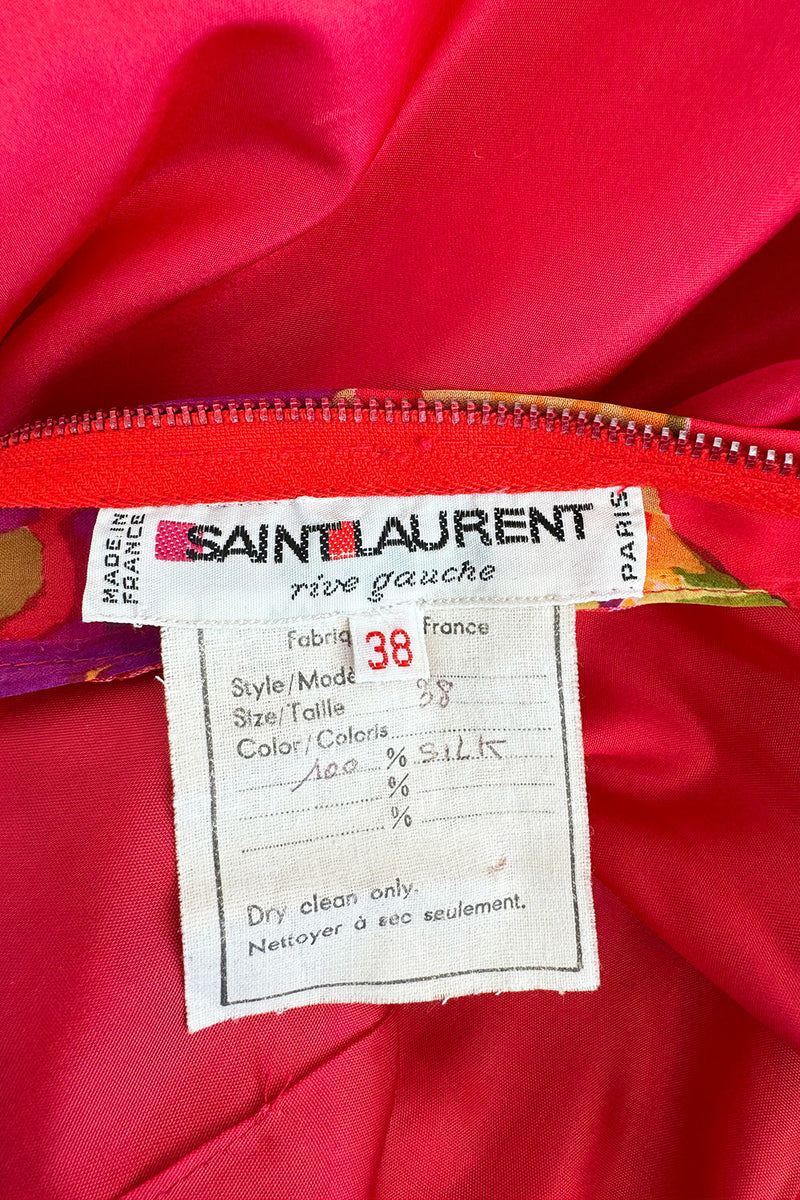 MADE IN
FRANCE
SAINT LAURENT
rive gauche
PARIS
38
Fabriq France
Style/Mode
Size/Taille 38
Color/Coloris
100 % SILK
%
%
Dry clean only.
Nettoyer à sec seulement.